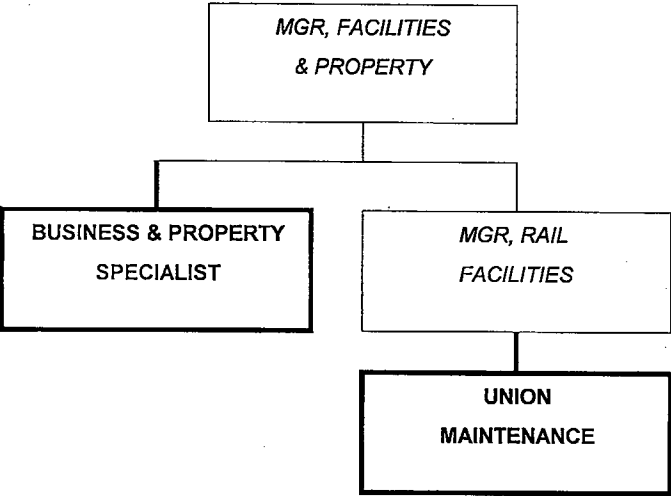 MGR, FACILITIES
& PROPERTY
BUSINESS & PROPERTY
SPECIALIST
MGR, RAIL
FACILITIES
UNION
MAINTENANCE